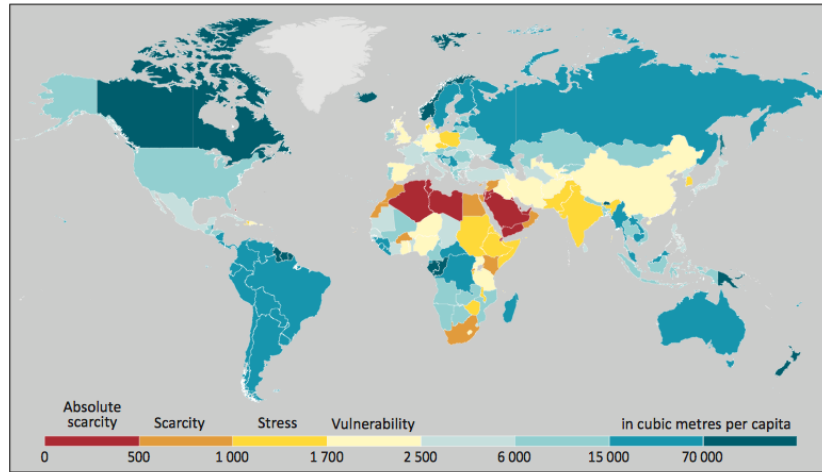 Absolute
scarcity Scarcity Stress Vulnerability in cubic metres per capita
0 500 1 000 1 700 2 500 6 000 15 000 70 000